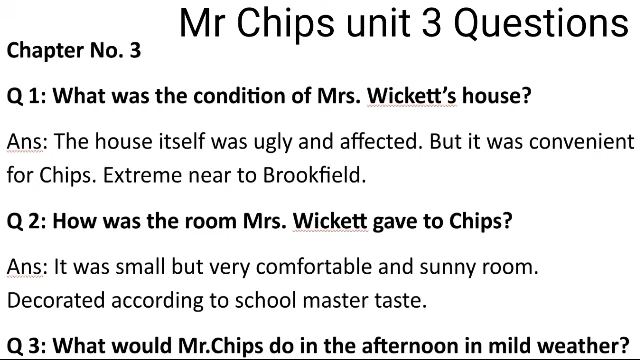 Mr Chips unit 3 Questions
Chapter No. 3
Q 1: What was the condition of Mrs. Wickett's house?
Ans: The house itself was ugly and affected. But it was convenient
for Chips. Extreme near to Brookfield.
Q 2: How was the room Mrs. Wickett gave to Chips?
Ans: It was small but very comfortable and sunny room.
Decorated according to school master taste.
Q 3: What would Mr.Chips do in the afternoon in mild weather?